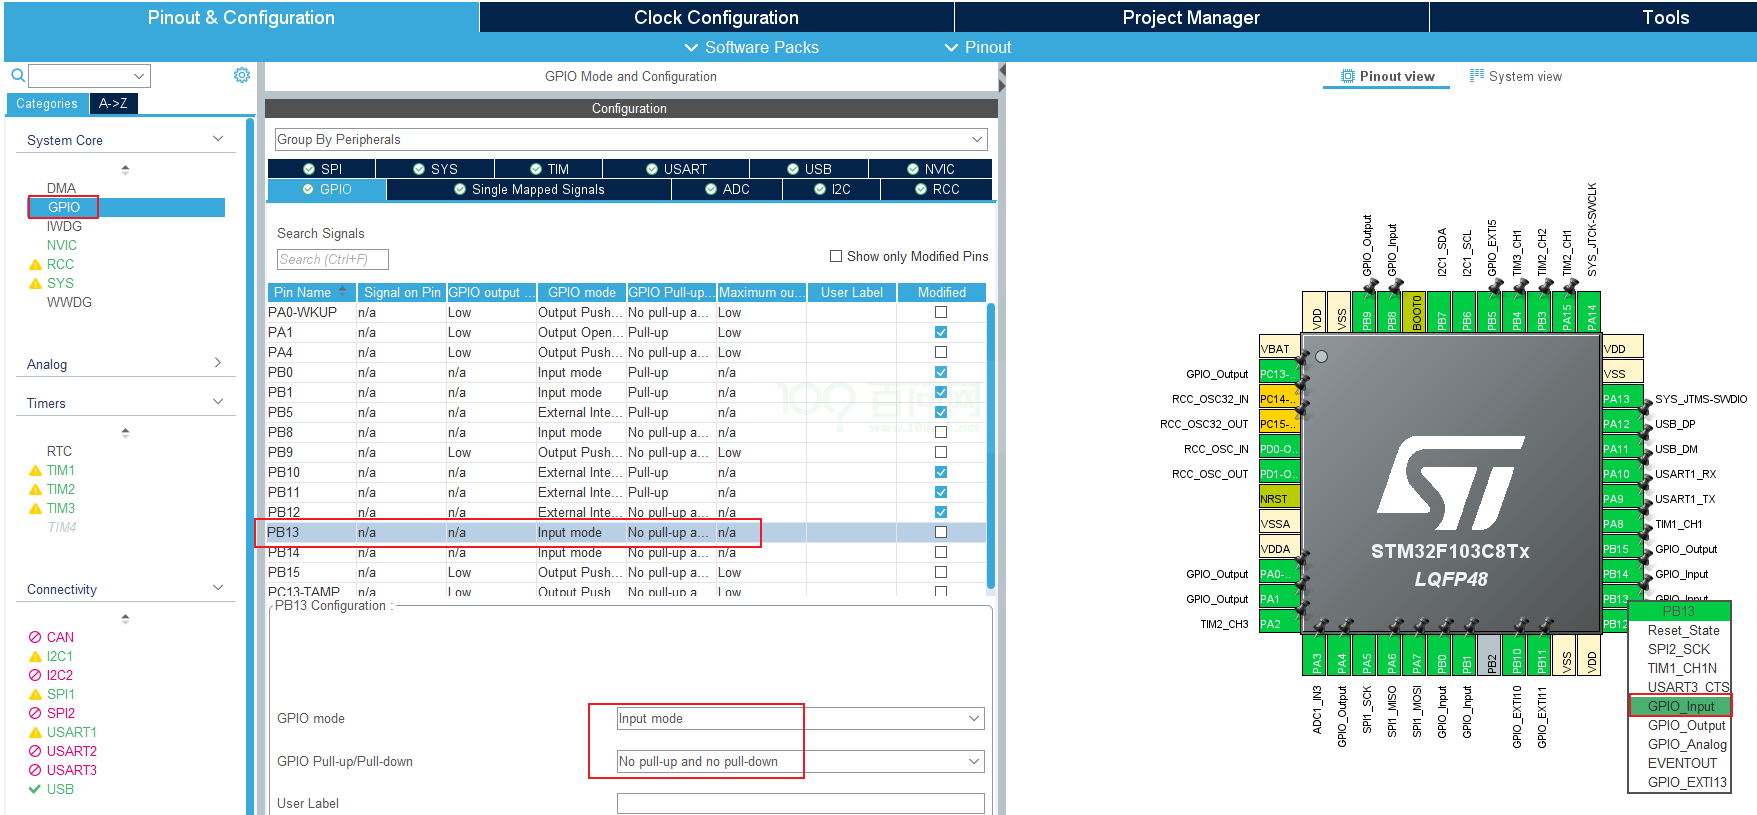 Pinout & Configuration
Clock Configuration
Project Manager
Tools
Software Packs
Pinout
Categories
A->Z
System Core
DMA
GPIO
IWDG
NVIC
RCC
SYS
WWDG
Analog
Timers
RTC
TIM1
TIM2
TIM3
TIM4
Connectivity
CAN
I2C1
I2C2
SPI1
SPI2
USART1
USART2
USART3
USB
GPIO Mode and Configuration
Configuration
Group By Peripherals
SPI SYS TIM USART USB NVIC
GPIO Single Mapped Signals ADC I2C RCC
Search Signals
Search (Ctrl+F)
Show only Modified Pins
Pin Name Signal on Pin GPIO output ... GPIO mode GPIO Pull-up... Maximum ou... User Label Modified
PA0-WKUP n/a Low Output Push... No pull-up a... Low
PA1 n/a Low Output Open... Pull-up Low
PA4 n/a Low Output Push... No pull-up a... Low
PB0 n/a n/a Input mode Pull-up n/a
PB1 n/a n/a Input mode Pull-up n/a
PB5 n/a n/a External Inte... Pull-up n/a
PB8 n/a n/a Input mode No pull-up a... n/a
PB9 n/a Low Output Push... No pull-up a... Low
PB10 n/a n/a External Inte... Pull-up n/a
PB11 n/a n/a External Inte... Pull-up n/a
PB12 n/a n/a External Inte... Pull-up n/a
PB13 n/a n/a Input mode No pull-up a... n/a
PB14 n/a n/a Input mode No pull-up a... n/a
PB15 n/a Low Output Push... No pull-up a... Low
PC13-TAMP n/a Low Output Push... No pull-up a... Low
PB13 Configuration :
GPIO mode
Input mode
GPIO Pull-up/Pull-down
No pull-up and no pull-down
User Label
Pinout view
System view
GPIO_Output
GPIO_Input
I2C1_SDA
I2C1_SCL
GPIO_EXTI5
TIM3_CH1
TIM2_CH2
TIM2_CH1
SYS_JTCK-SWCLK
VDD
VSS
PB9
PB8
BOOT0
PB7
PB6
PB5
PB4
PB3
PA15
PA14
VBAT
GPIO_Output PC13-..
RCC_OSC32_IN PC14-..
RCC_OSC32_OUT PC15-..
RCC_OSC_IN PD0-O..
RCC_OSC_OUT PD1-O..
NRST
VSSA
VDDA
GPIO_Output PA0-..
GPIO_Output PA1
TIM2_CH3 PA2
STM32F103C8Tx
LQFP48
VDD
VSS
PA13 SYS_JTMS-SWDIO
PA12 USB_DP
PA11 USB_DM
PA10 USART1_RX
PA9 USART1_TX
PA8 TIM1_CH1
PB15 GPIO_Output
PB14 GPIO_Input
PB13 GPIO_Input
PB12
PA3
PA4
PA5
PA6
PA7
PB0
PB1
PB2
PB10
PB11
VSS
VDD
ADC1_IN3
GPIO_Output
SPI1_SCK
SPI1_MISO
SPI1_MOSI
GPIO_Input
GPIO_Input
GPIO_EXTI10
GPIO_EXTI11
PB13
Reset_State
SPI2_SCK
TIM1_CH1N
USART3_CTS
GPIO_Input
GPIO_Output
GPIO_Analog
EVENTOUT
GPIO_EXTI13